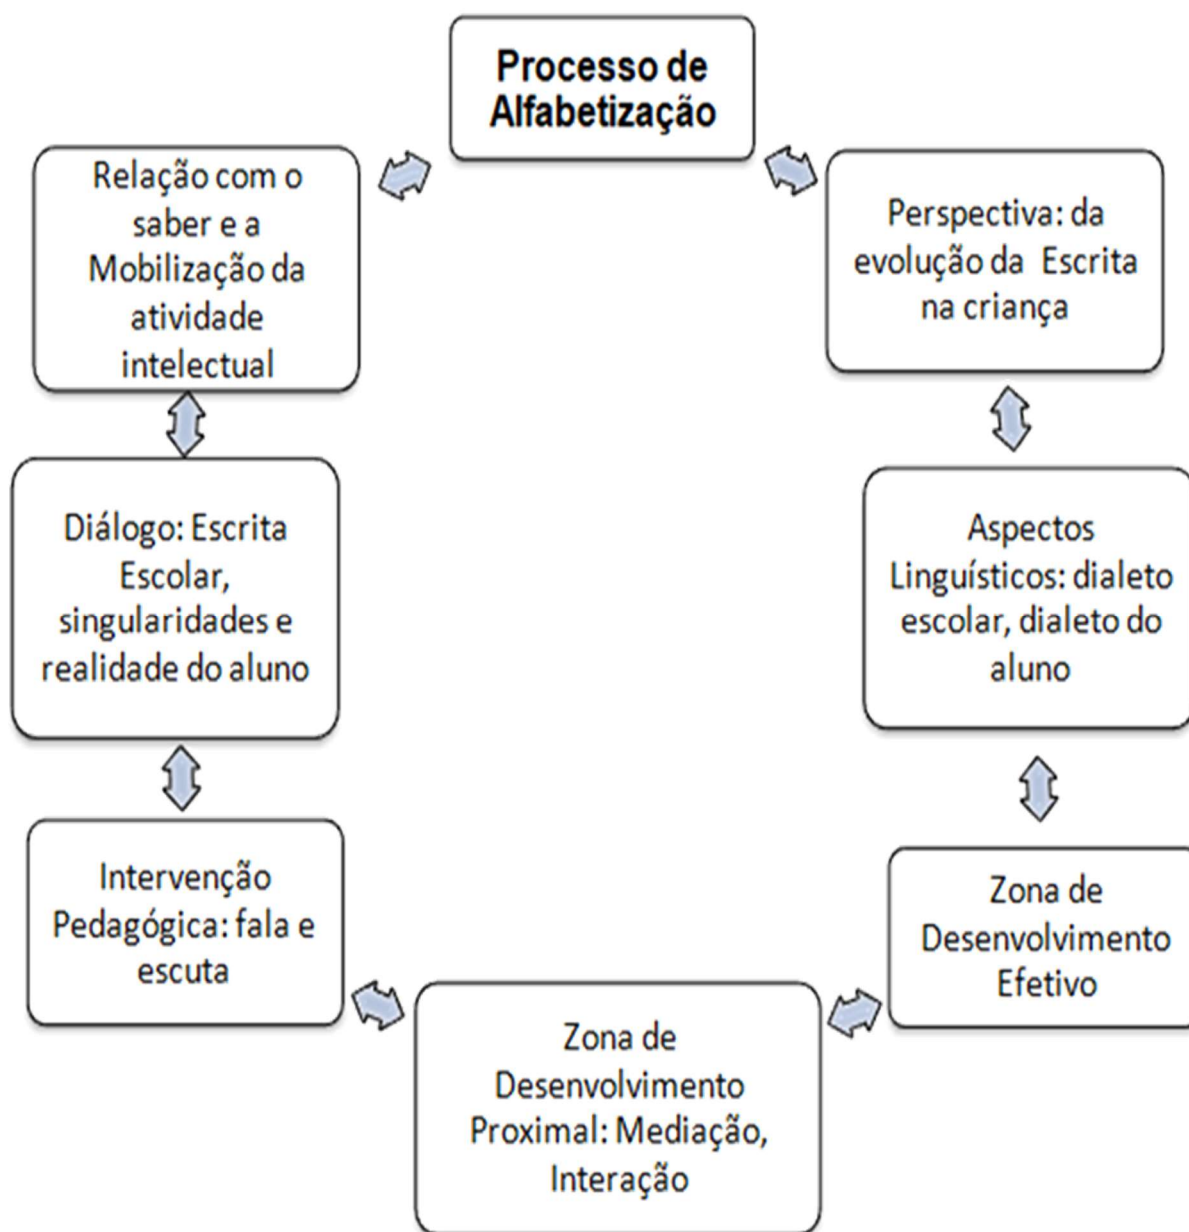 Processo de
Alfabetização
Relação com o
saber e a
Mobilização da
atividade
intelectual
Perspectiva: da
evolução da Escrita
na criança
Diálogo: Escrita
Escolar,
singularidades e
realidade do aluno
Aspectos
Linguísticos: dialeto
escolar, dialeto do
aluno
Intervenção
Pedagógica: fala e
escuta
Zona de
Desenvolvimento
Efetivo
Zona de
Desenvolvimento
Proximal: Mediação,
Interação